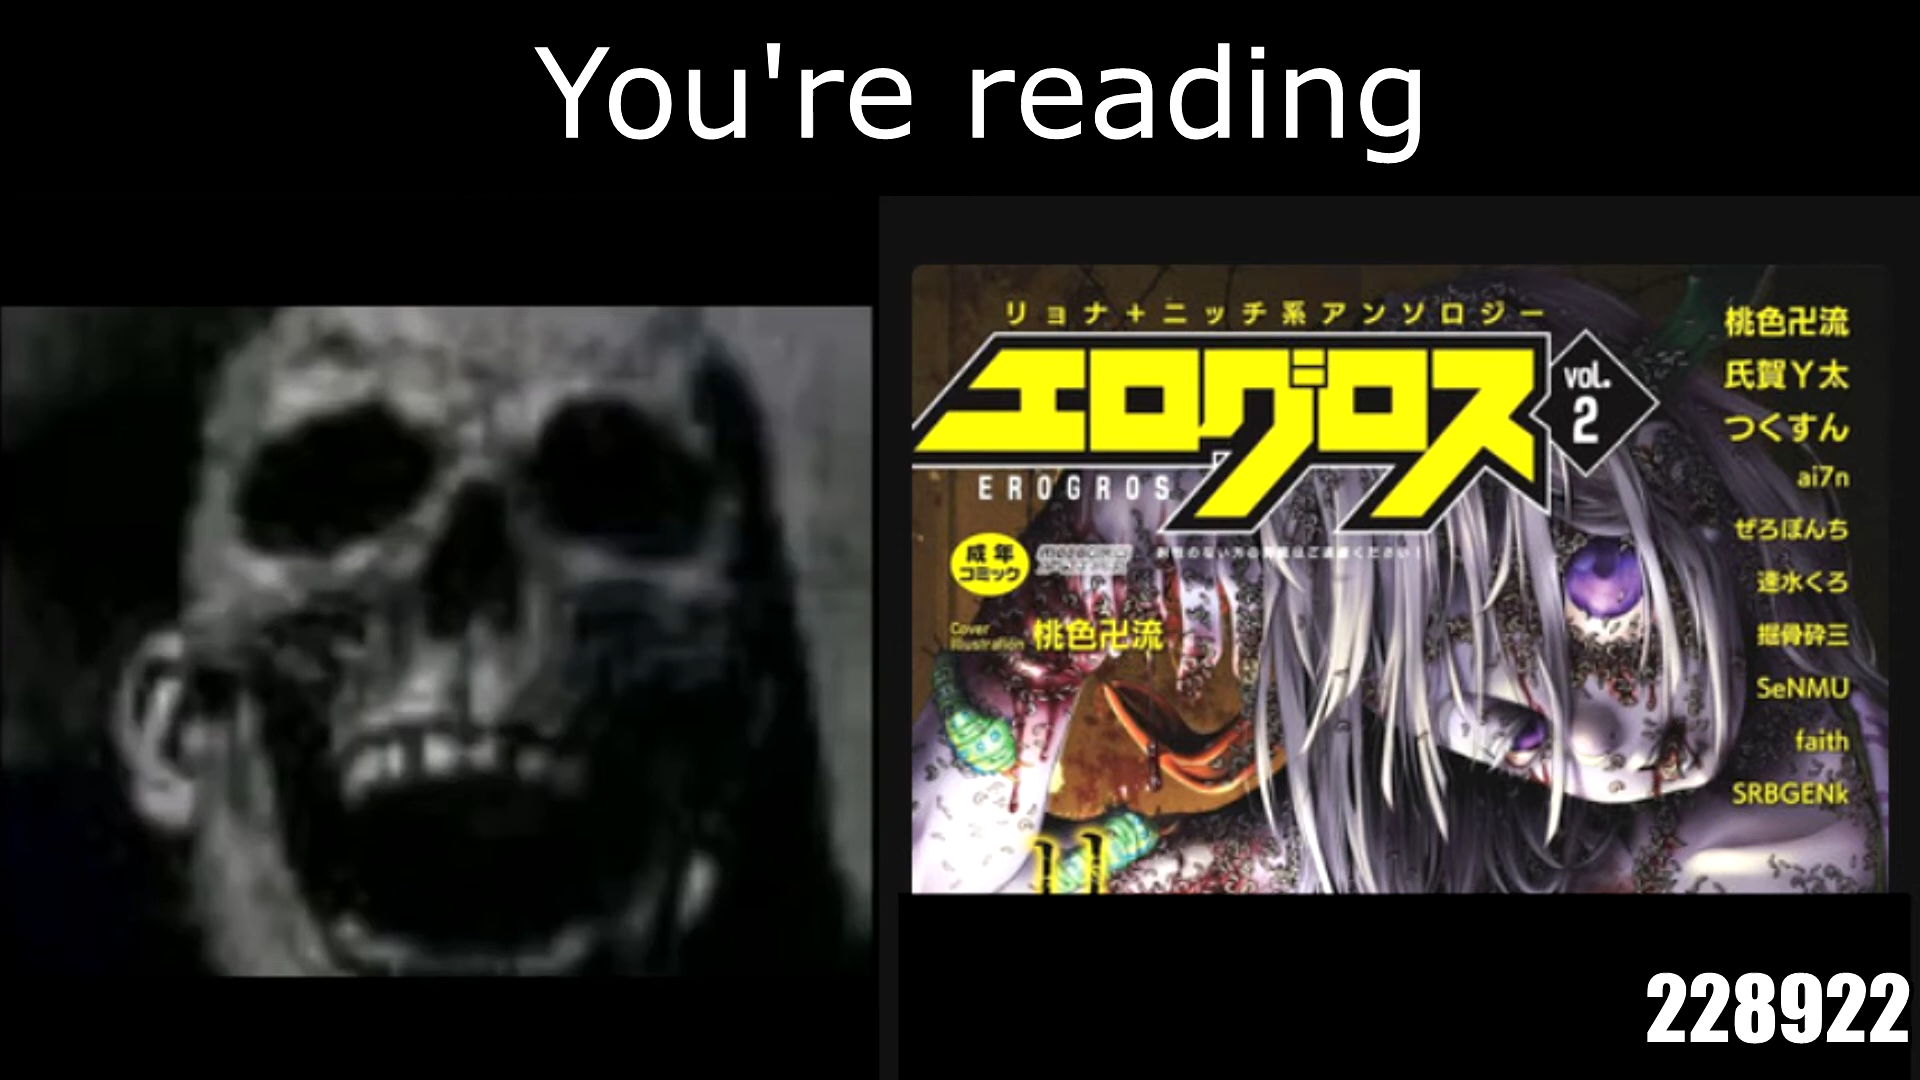 You're reading
リョナ+ニッチ系アンソロジー
エログロス
vol.
2
EROGROS
成年
コミック
Cover
Illustration 桃色卍流
桃色卍流
氏賀Y太
つくすん
ai7n
ぜろぽんち
速水くろ
掘骨砕三
SeNMU
faith
SRBGENk
228922